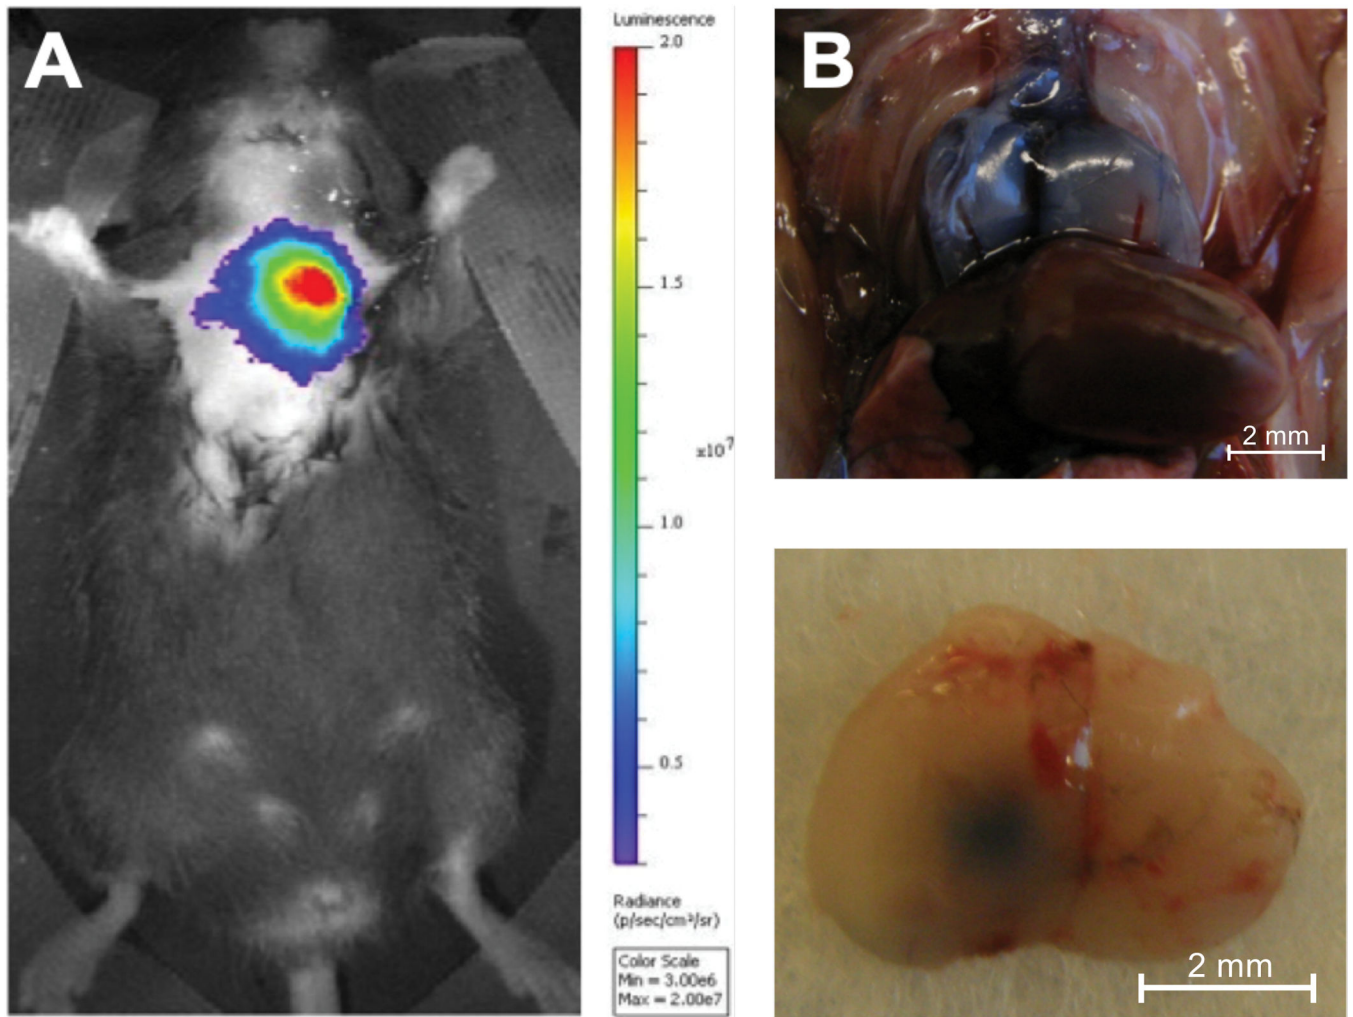 A
Luminescence
2.0
1.5
x10⁷
1.0
0.5
Radiance
(p/sec/cm²/sr)
Color Scale
Min = 3.00e6
Max = 2.00e7
B
2 mm
2 mm